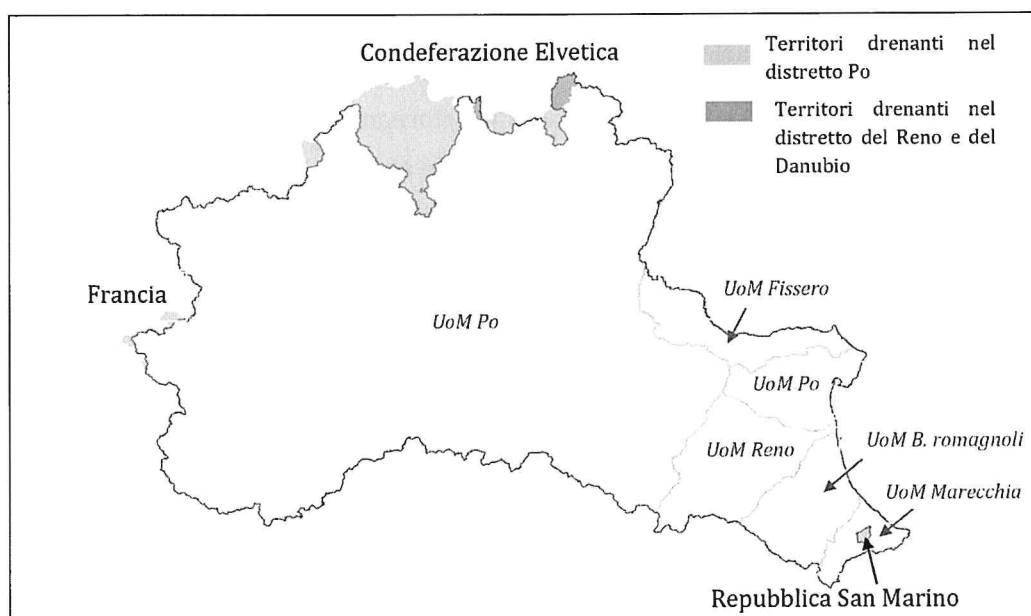 Condeferazione Elvetica
Territori drenanti nel
distretto Po
Territori drenanti nel
distretto del Reno e del
Danubio
Francia
UoM Fissero
UoM Po
UoM Po
UoM Reno
UoM B. romagnoli
UoM Marecchia
Repubblica San Marino